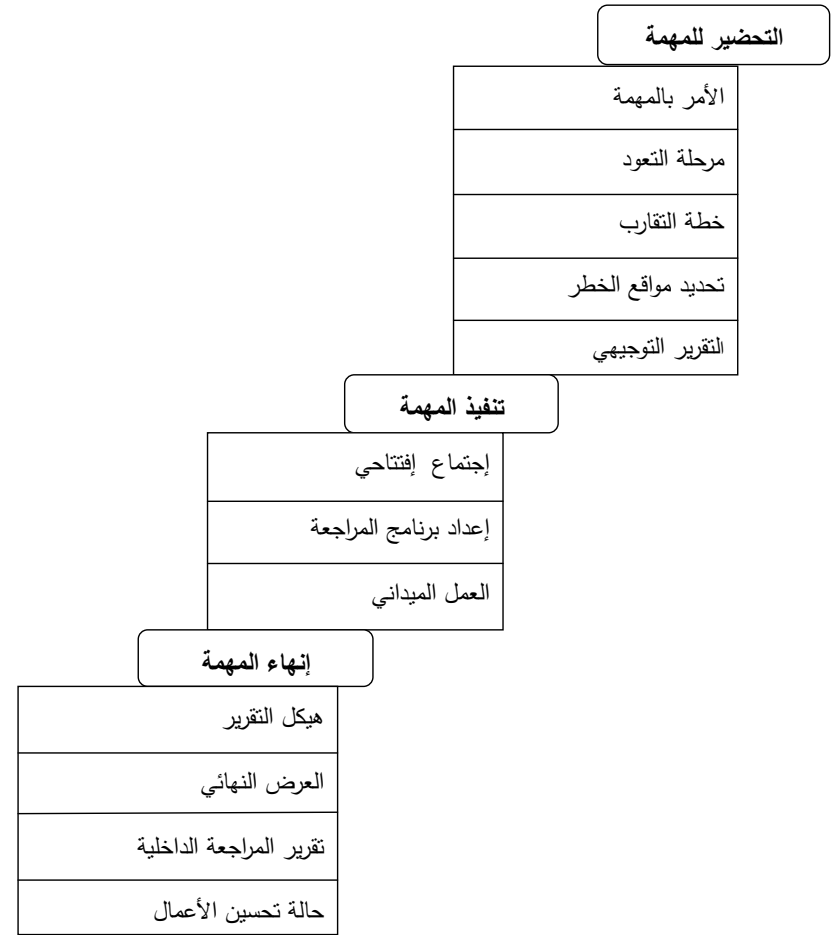 التحضير للمهمة
الأمر بالمهمة
مرحلة التعود
خطة التقارب
تحديد مواقع الخطر
التقرير التوجيهي
تنفيذ المهمة
إجتماع إفتتاحي
إعداد برنامج المراجعة
العمل الميداني
إنهاء المهمة
هيكل التقرير
العرض النهائي
تقرير المراجعة الداخلية
حالة تحسين الأعمال